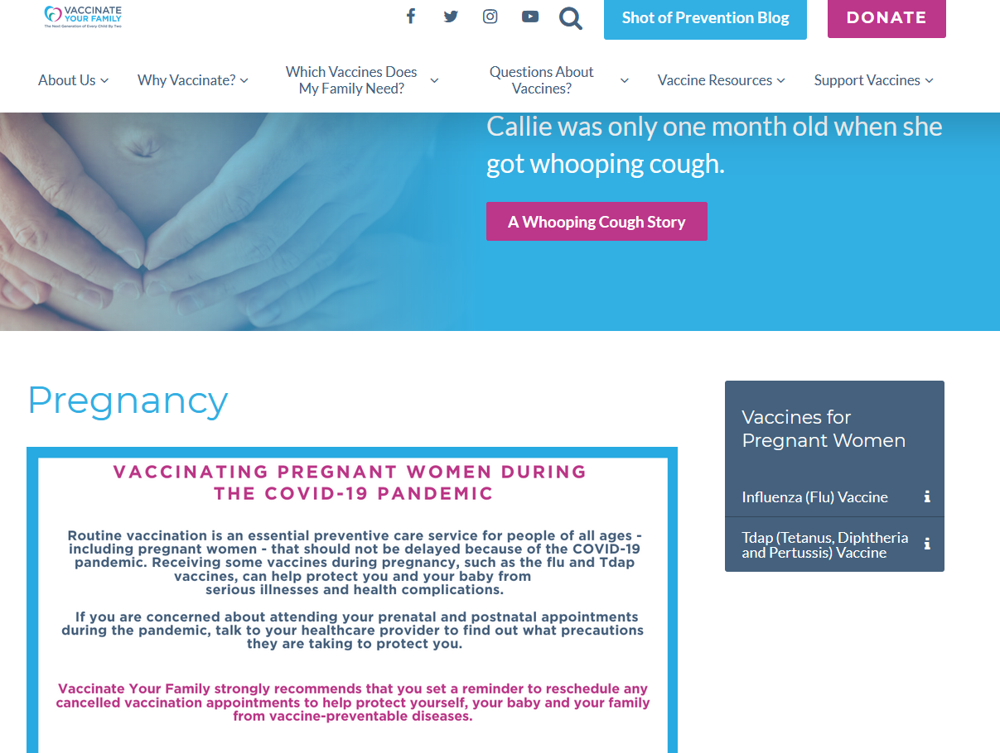 VACCINATE
YOUR FAMILY
The Next Generation of Every Child By Two
Shot of Prevention Blog
DONATE
About Us
Why Vaccinate?
Which Vaccines Does
My Family Need?
Questions About
Vaccines?
Vaccine Resources
Support Vaccines
Callie was only one month old when she
got whooping cough.
A Whooping Cough Story
Pregnancy
VACCINATING PREGNANT WOMEN DURING
THE COVID-19 PANDEMIC
Routine vaccination is an essential preventive care service for people of all ages -
including pregnant women - that should not be delayed because of the COVID-19
pandemic. Receiving some vaccines during pregnancy, such as the flu and Tdap
vaccines, can help protect you and your baby from
serious illnesses and health complications.
If you are concerned about attending your prenatal and postnatal appointments
during the pandemic, talk to your healthcare provider to find out what precautions
they are taking to protect you.
Vaccinate Your Family strongly recommends that you set a reminder to reschedule any
cancelled vaccination appointments to help protect yourself, your baby and your family
from vaccine-preventable diseases.
Vaccines for
Pregnant Women
Influenza (Flu) Vaccine
Tdap (Tetanus, Diphtheria
and Pertussis) Vaccine